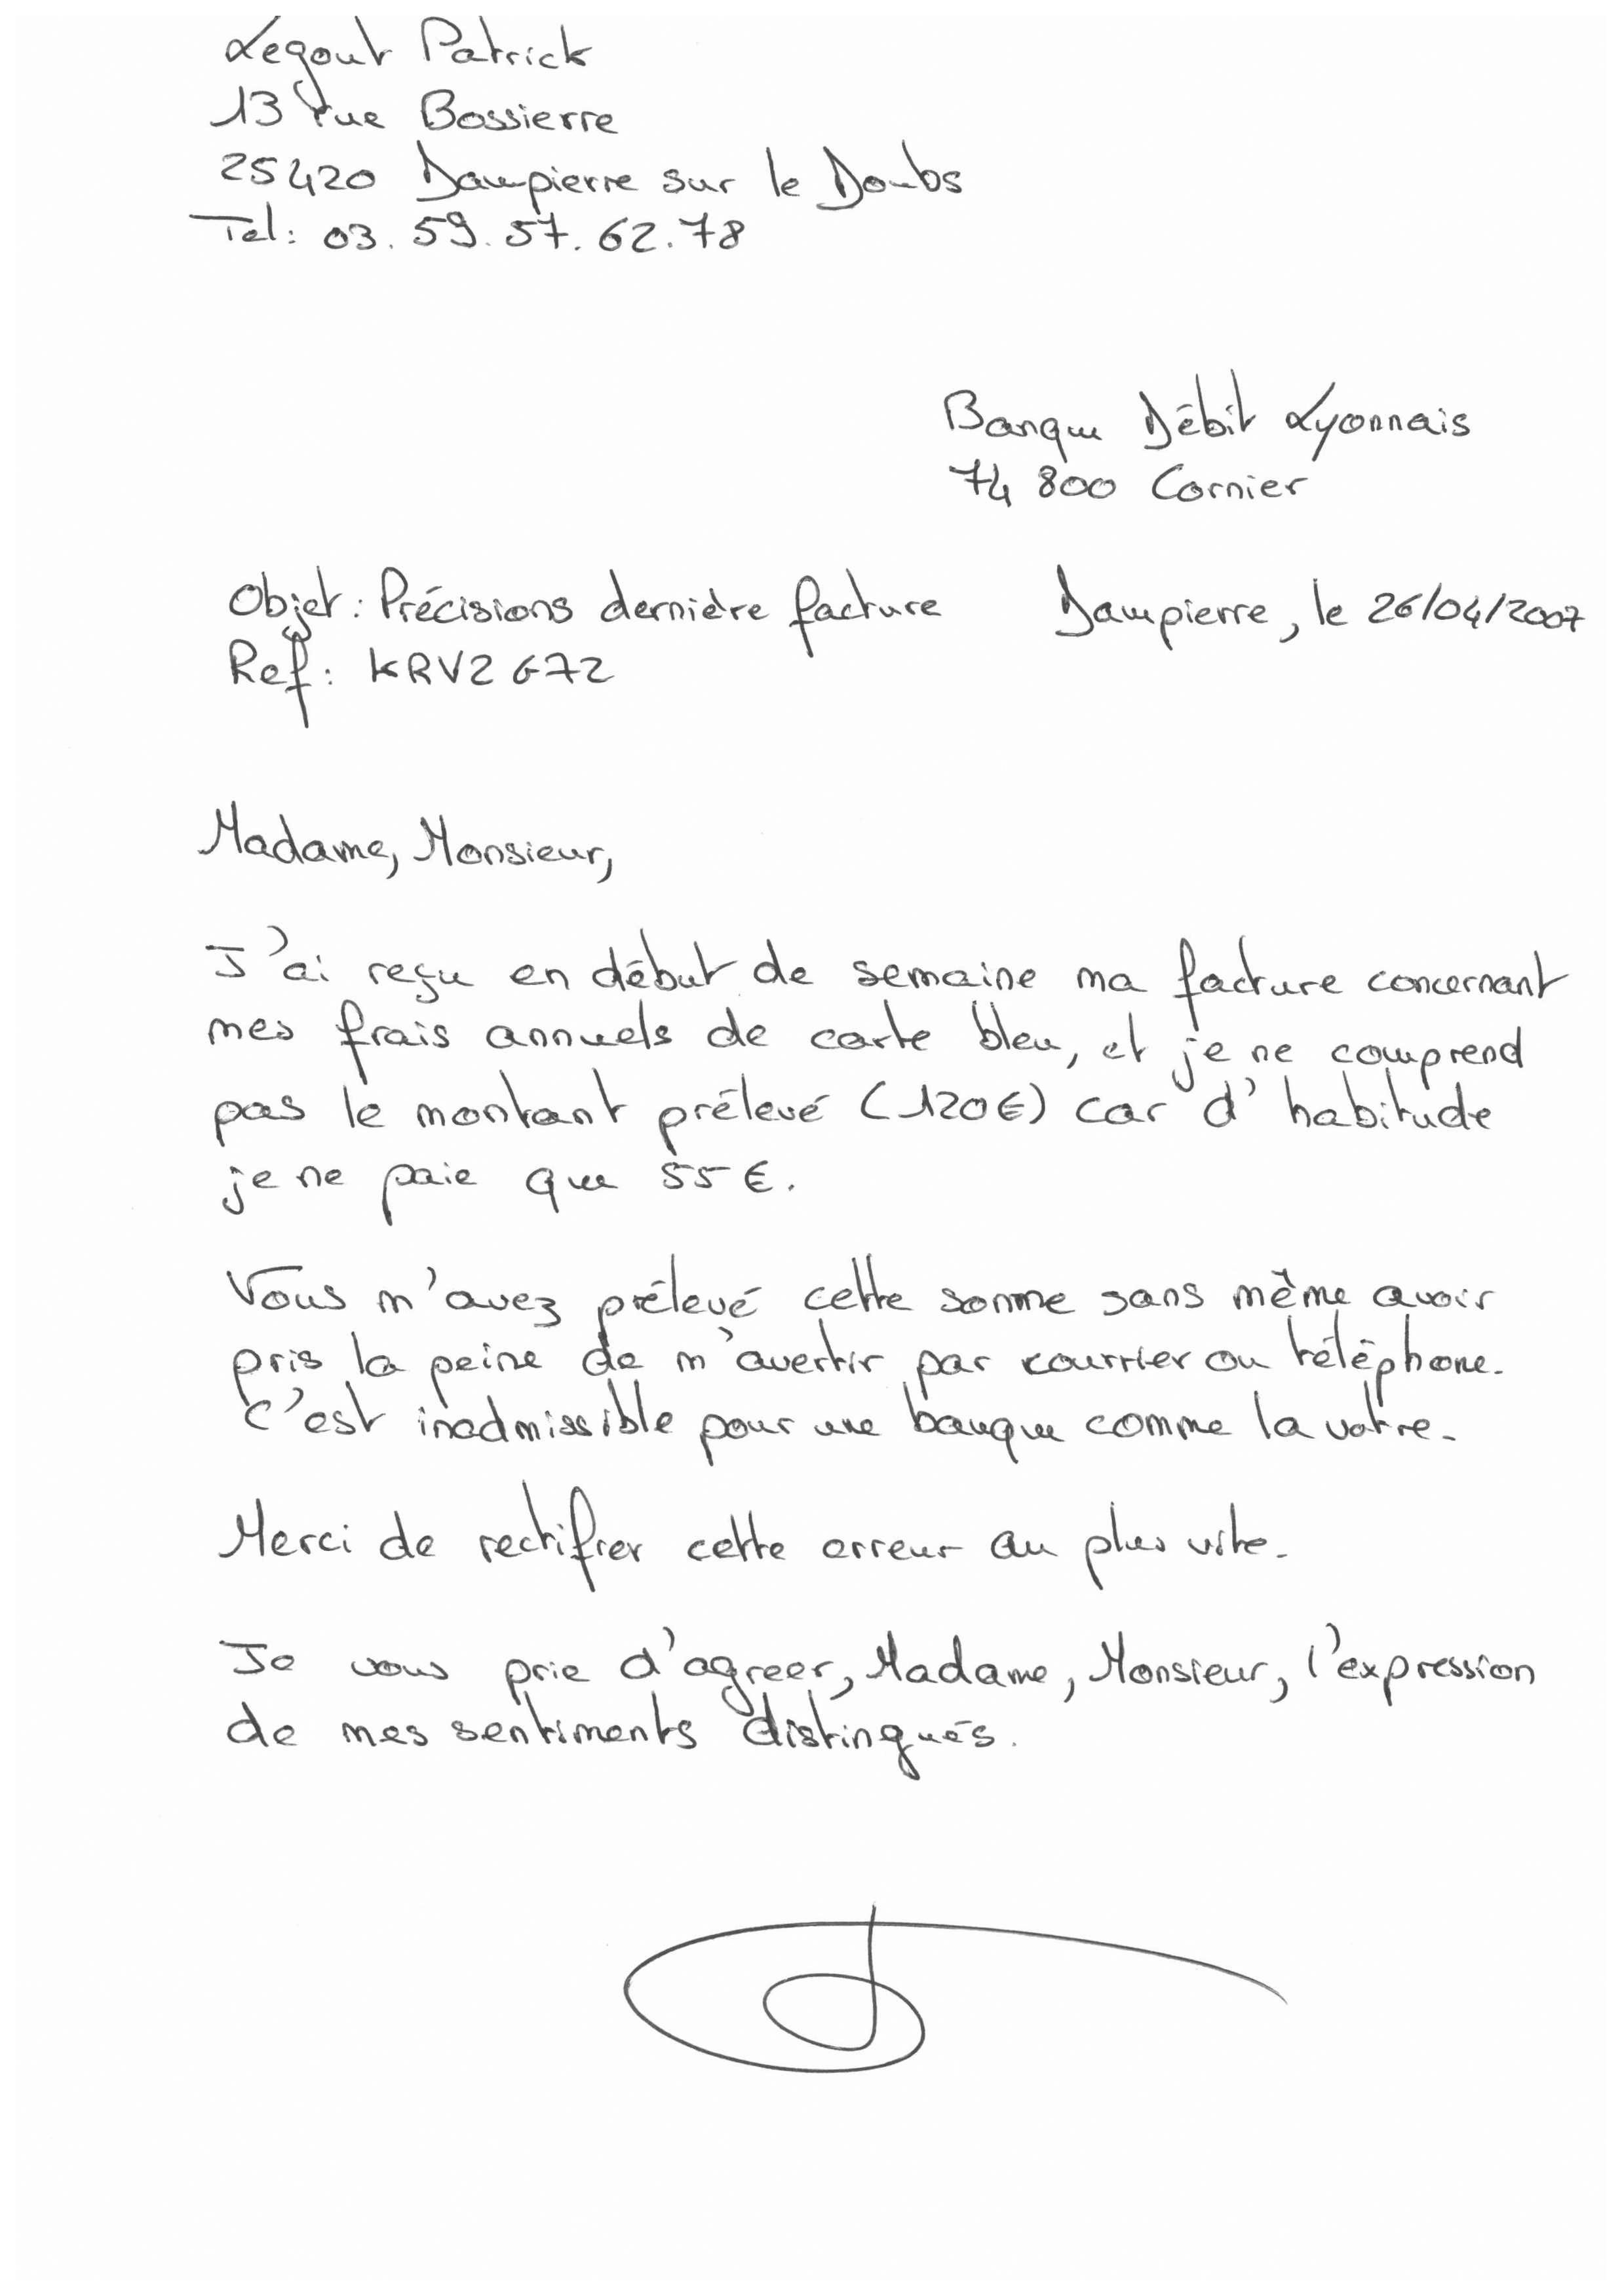 Legout Patrick
13 rue Bossierre
25420 Dampierre sur le Doubs
Tel: 03.59.57.62.78
Banque Débit Lyonnais
74 800 Cornier
Objet: Précisions dernière facture Dampierre, le 26/04/2007
Ref: KRV2672
Madame, Monsieur,
J'ai reçu en début de semaine ma facture concernant
mes frais annuels de carte bleu, et je ne comprend
pas le montant prélevé (120€) car d'habitude
je ne paie que 55€.
Vous m'avez prélevé cette somme sans même avoir
pris la peine de m'avertir par courrier ou téléphone.
C'est inadmissible pour une banque comme la votre.
Merci de rectifier cette erreur au plus vite.
Je vous prie d'agreer, Madame, Monsieur, l'expression
de mes sentiments distingués.